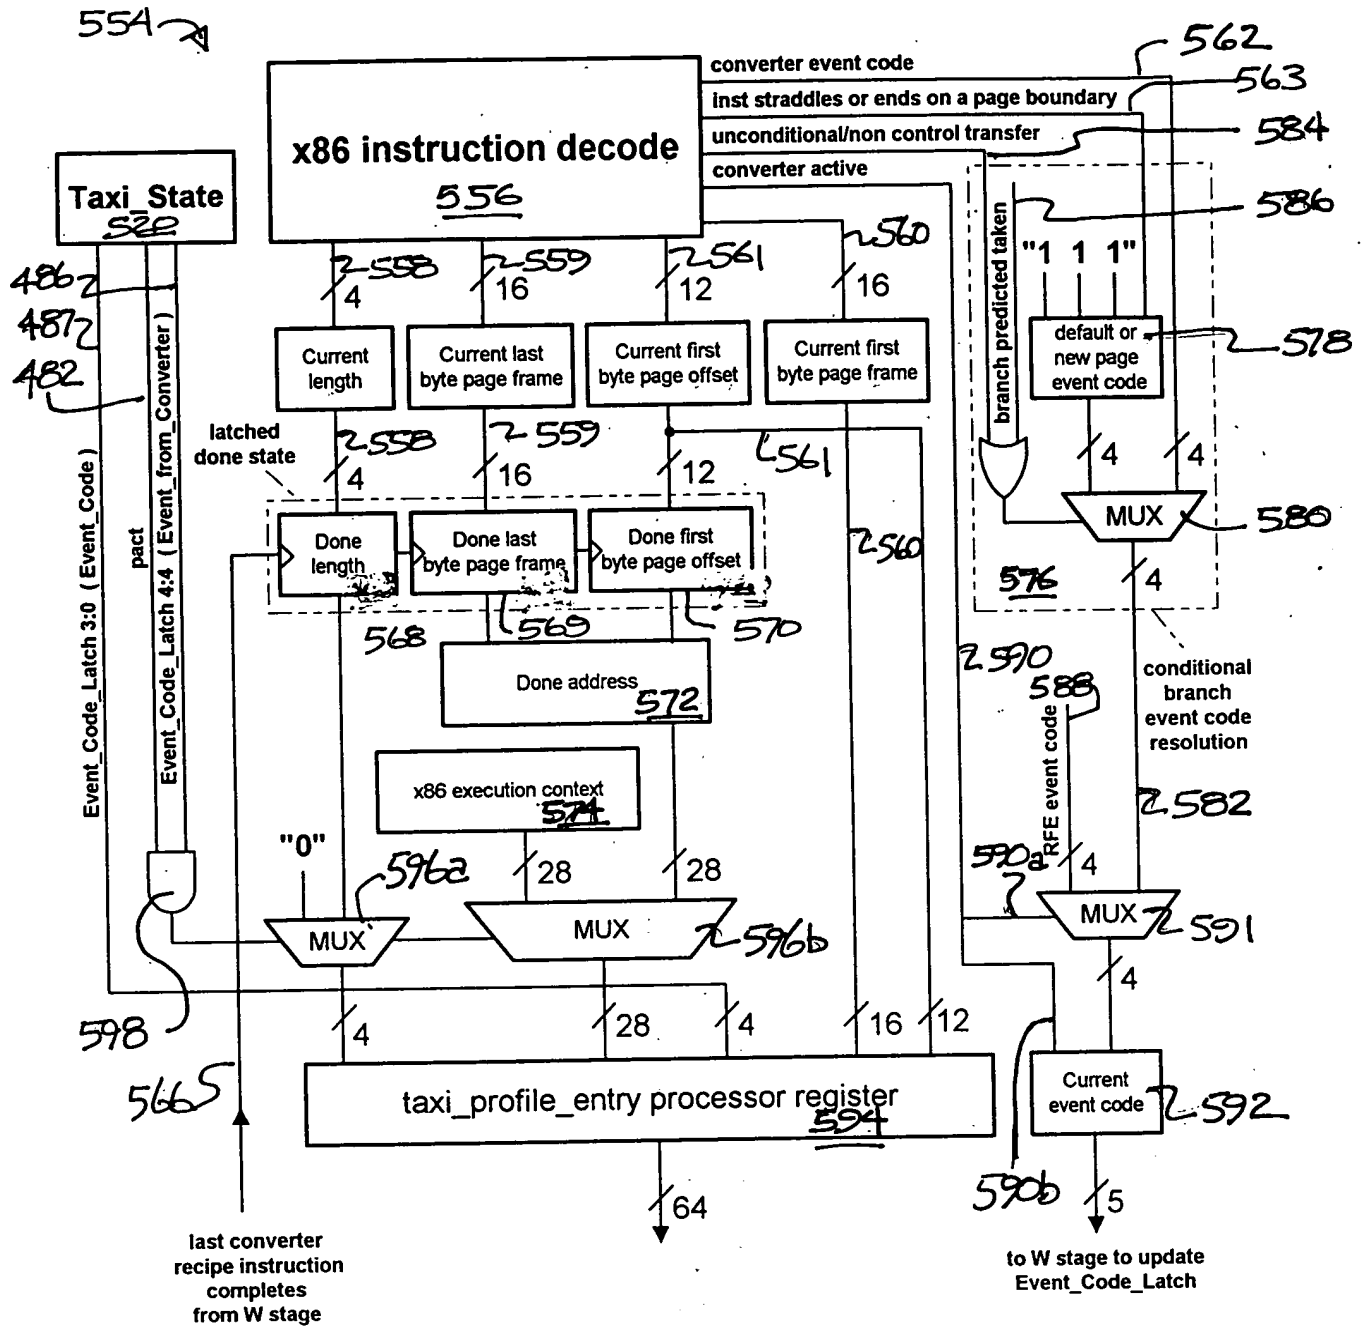 554
562
converter event code
563
inst straddles or ends on a page boundary
584
unconditional/non control transfer
converter active
x86 instruction decode
556
Taxi_State
520
586
branch predicted taken
"1 1 1"
486
487
482
558
559
561
560
4
16
12
16
Current
length
Current last
byte page frame
Current first
byte page offset
Current first
byte page frame
default or
new page
event code
578
latched
done state
558
559
561
4
16
12
4
4
Event_Code_Latch 3:0 ( Event_Code )
pact
Event_Code_Latch 4:4 ( Event_from_Converter )
MUX
580
Done
length
Done last
byte page frame
Done first
byte page offset
560
576
4
568
569
570
590
588
conditional
branch
event code
resolution
Done address
572
x86 execution context
574
RFE event code
582
"0"
596a
28
28
590a
4
MUX
MUX
596b
MUX
591
4
598
4
28
4
16
12
566
taxi_profile_entry processor register
594
Current
event code
592
590b
64
5
last converter
recipe instruction
completes
from W stage
to W stage to update
Event_Code_Latch